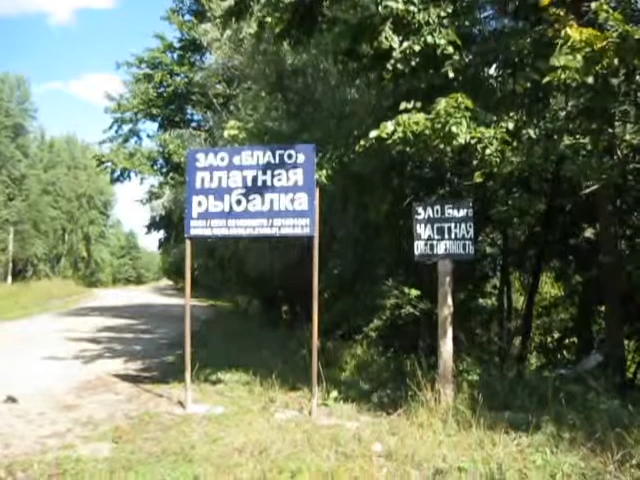 ЗАО «БЛАГО»
платная
рыбалка
ЗАО Благо
ЧАСТНАЯ
СОБСТВЕННОСТЬ